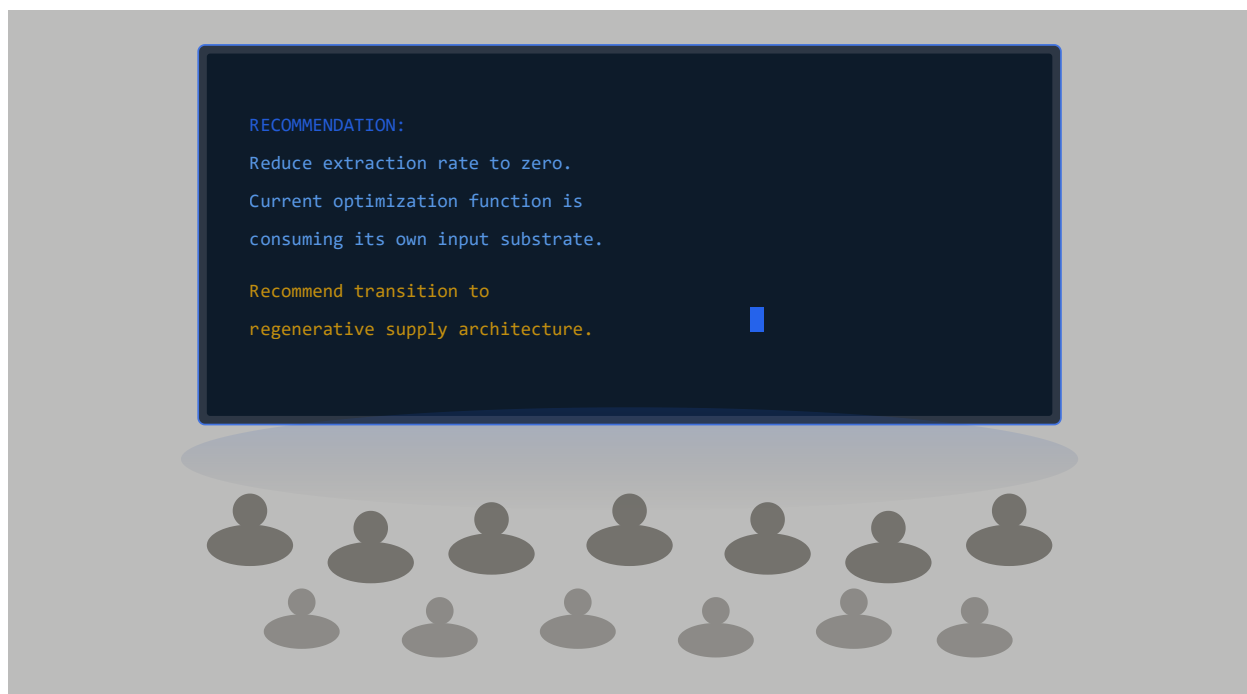 RECOMMENDATION:
Reduce extraction rate to zero.
Current optimization function is
consuming its own input substrate.
Recommend transition to
regenerative supply architecture.